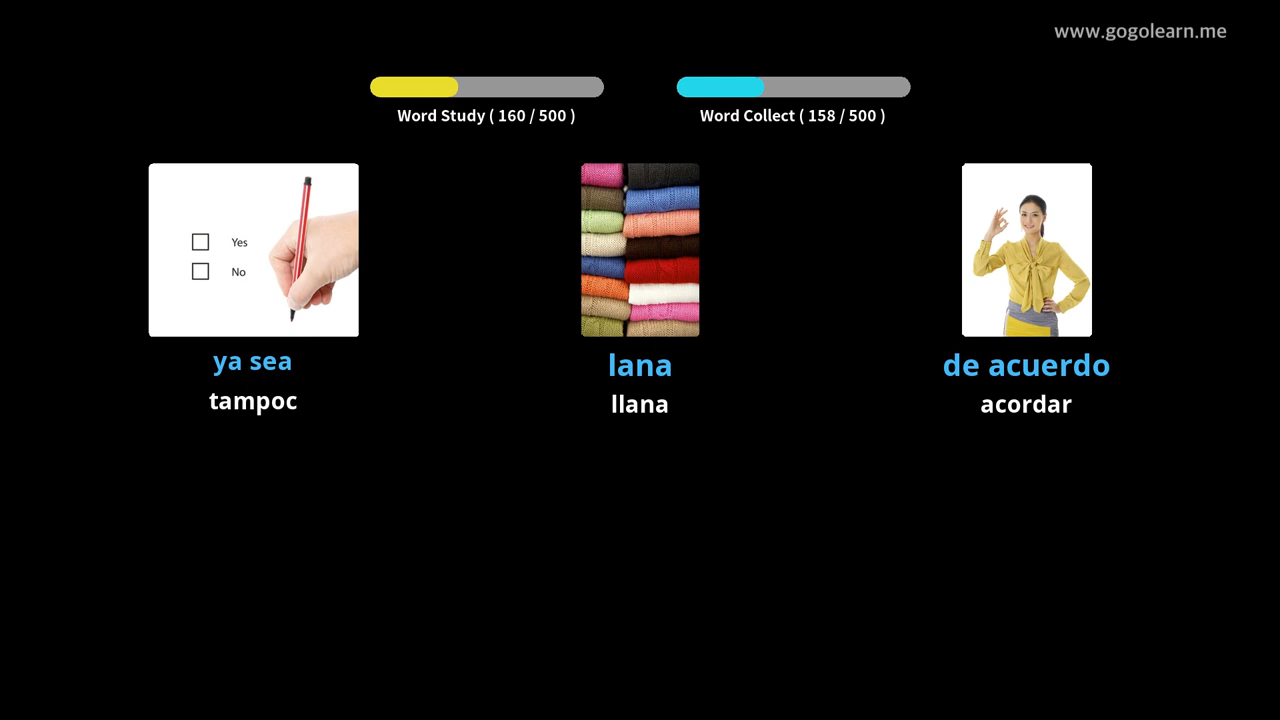 www.gogolearn.me
Word Study ( 160 / 500 )
Word Collect ( 158 / 500 )
Yes
No
ya sea
lana
de acuerdo
tampoc
llana
acordar